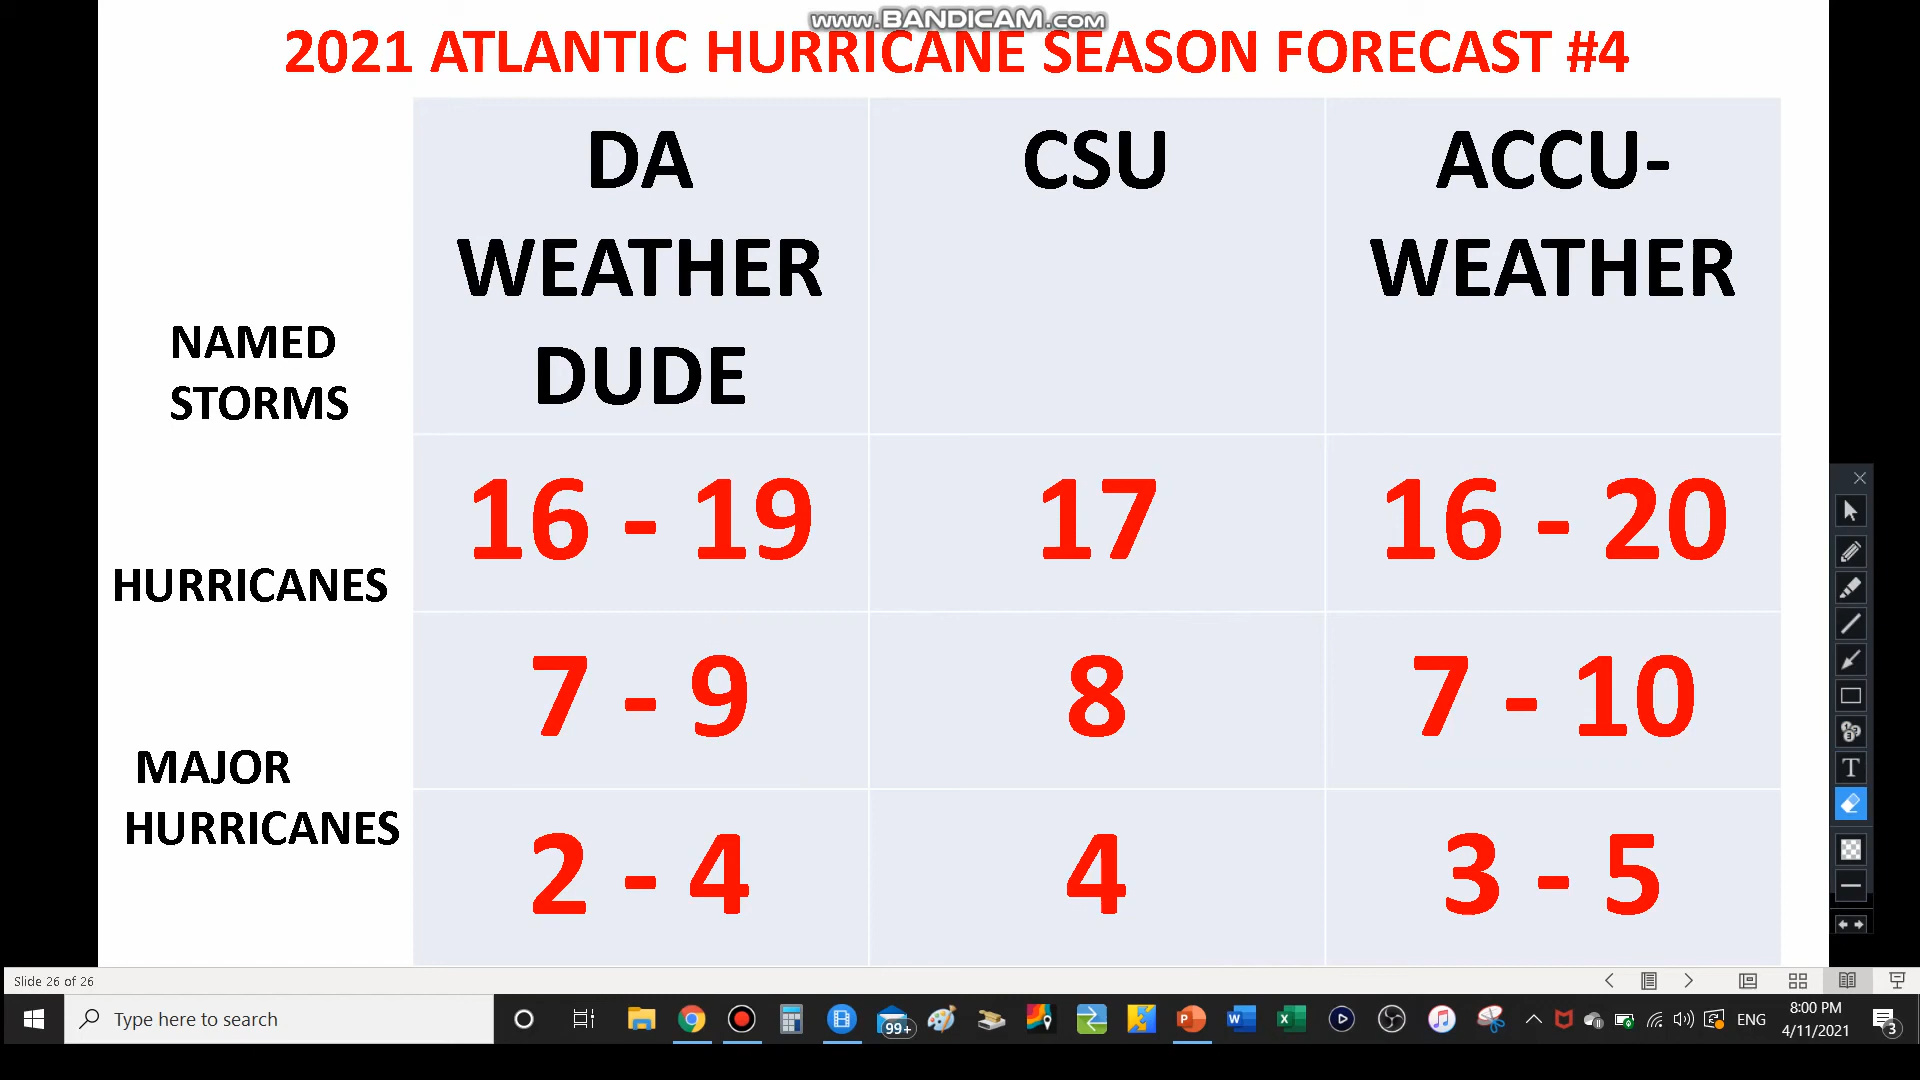 www.BANDICAM.com
2021 ATLANTIC HURRICANE SEASON FORECAST #4
DA
WEATHER
DUDE
CSU
ACCU-
WEATHER
NAMED
STORMS
16 - 19
17
16 - 20
HURRICANES
7 - 9
8
7 - 10
MAJOR
HURRICANES
2 - 4
4
3 - 5
T
Slide 26 of 26
Type here to search
99+
P
W
X
ENG
8:00 PM
4/11/2021
3